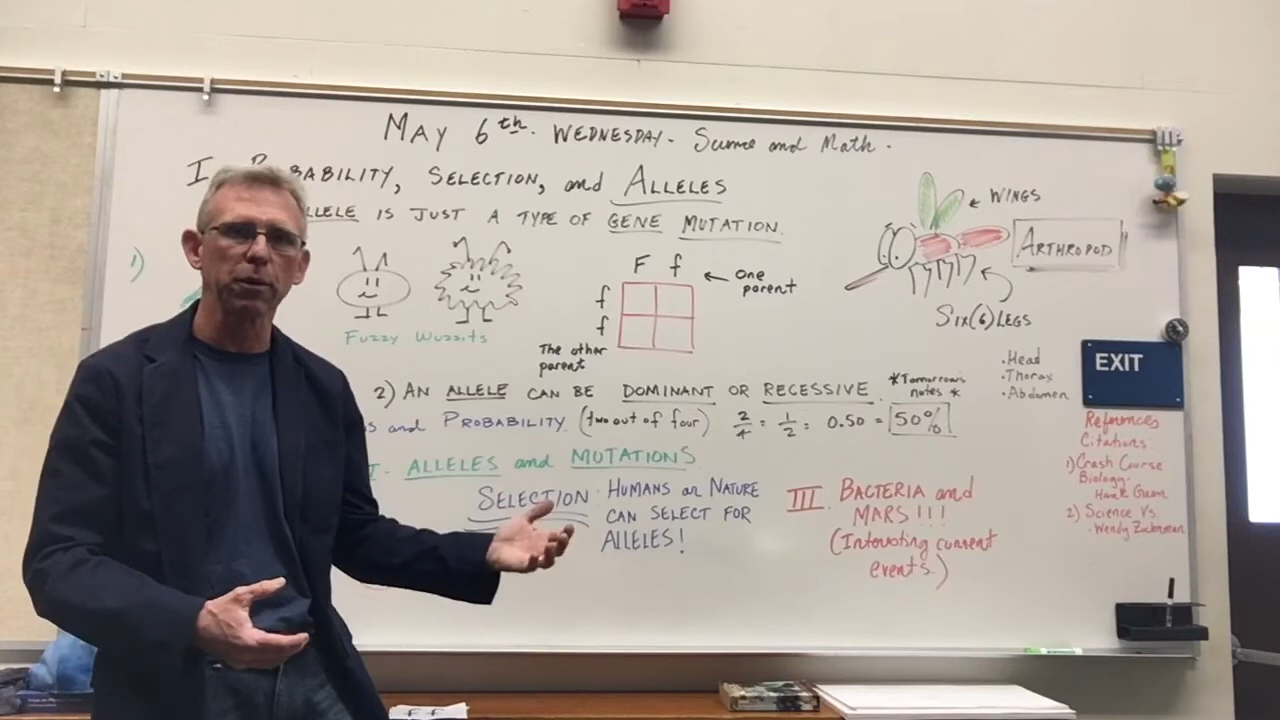 MAY 6th. WEDNESDAY. Science and Math.
I. PROBABILITY, SELECTION, and ALLELES
ALLELE IS JUST A TYPE OF GENE MUTATION.
1)
Fuzzy Wuzzits
F f
← One parent
f
f
The other parent
← WINGS
ARTHROPOD
SIX (6) LEGS
• Head
• Thorax
• Abdomen
2) AN ALLELE CAN BE DOMINANT OR RECESSIVE.
* Tomorrow's notes *
and PROBABILITY. (two out of four) 2/4 = 1/2 = 0.50 = 50%
I. ALLELES and MUTATIONS
SELECTION: HUMANS or NATURE
CAN SELECT FOR
ALLELES!
III. BACTERIA and
MARS!!!
(Interesting current
events.)
EXIT
References
Citations
1) Crash Course
Biology.
Hank Green
2) Science Vs.
- Wendy Zuckerman